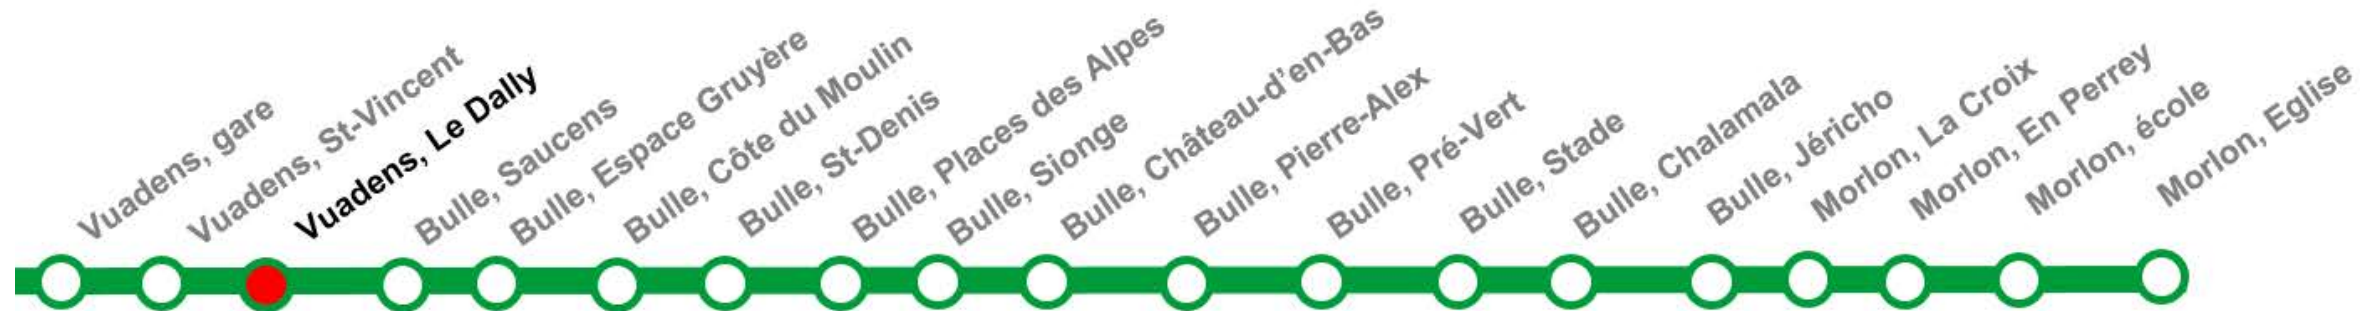 Vuadens, gare
Vuadens, St-Vincent
Vuadens, Le Dally
Bulle, Saucens
Bulle, Espace Gruyère
Bulle, Côte du Moulin
Bulle, St-Denis
Bulle, Places des Alpes
Bulle, Sionge
Bulle, Château-d'en-Bas
Bulle, Pierre-Alex
Bulle, Pré-Vert
Bulle, Stade
Bulle, Chalamala
Bulle, Jéricho
Morlon, La Croix
Morlon, En Perrey
Morlon, école
Morlon, Eglise